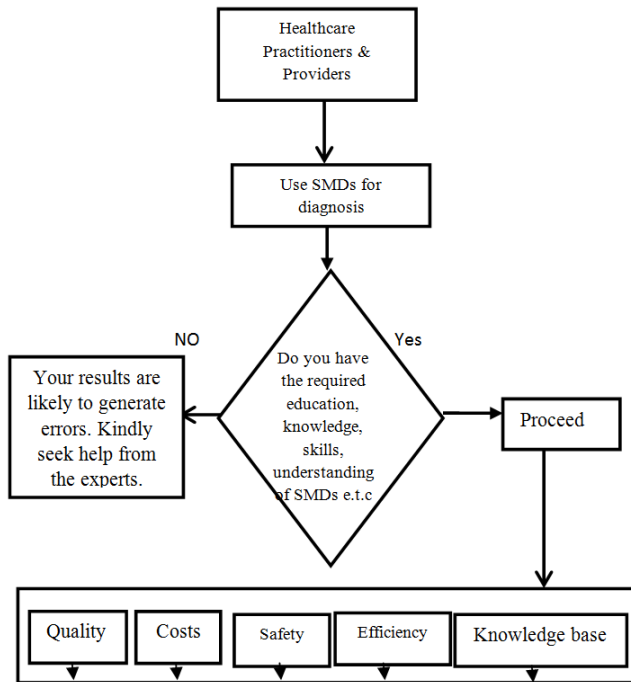 Healthcare
Practitioners &
Providers
Use SMDs for
diagnosis
NO
Yes
Do you have
the required
education,
knowledge,
skills,
understanding
of SMDs e.t.c
Your results are
likely to generate
errors. Kindly
seek help from
the experts.
Proceed
Quality
Costs
Safety
Efficiency
Knowledge base